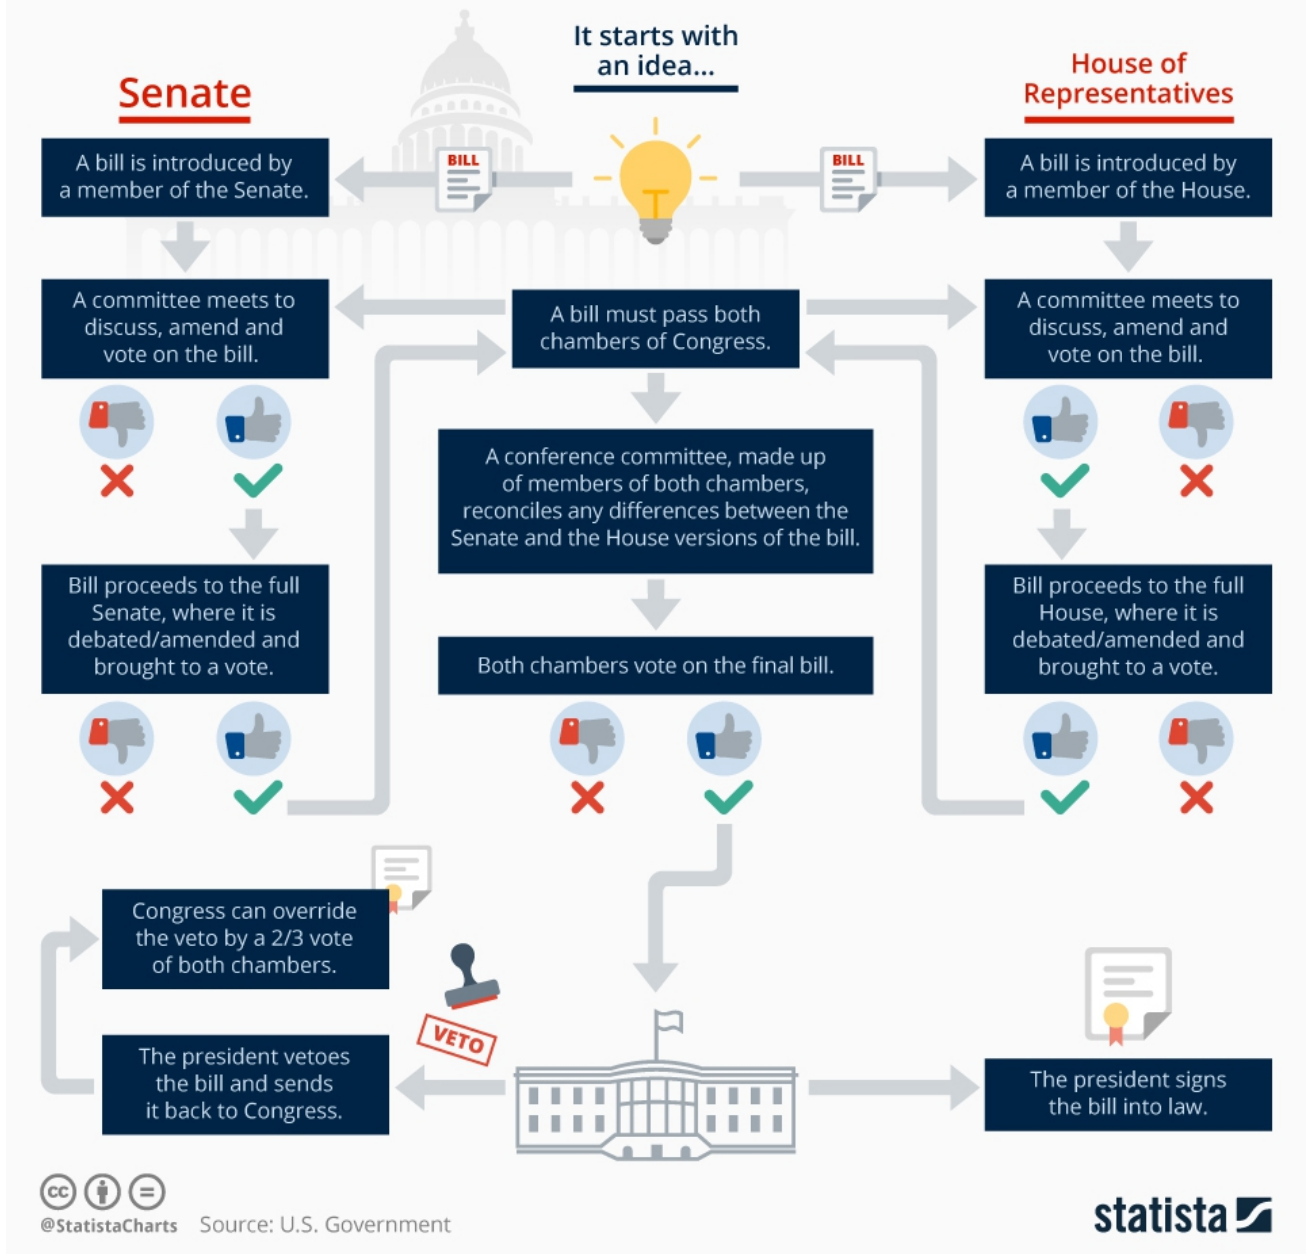 It starts with
an idea...
Senate
House of
Representatives
A bill is introduced by
a member of the Senate.
BILL
BILL
A bill is introduced by
a member of the House.
A committee meets to
discuss, amend and
vote on the bill.
A bill must pass both
chambers of Congress.
A committee meets to
discuss, amend and
vote on the bill.
A conference committee, made up
of members of both chambers,
reconciles any differences between the
Senate and the House versions of the bill.
Bill proceeds to the full
Senate, where it is
debated/amended and
brought to a vote.
Both chambers vote on the final bill.
Bill proceeds to the full
House, where it is
debated/amended and
brought to a vote.
Congress can override
the veto by a 2/3 vote
of both chambers.
VETO
The president vetoes
the bill and sends
it back to Congress.
The president signs
the bill into law.
cc
@StatistaCharts Source: U.S. Government
statista